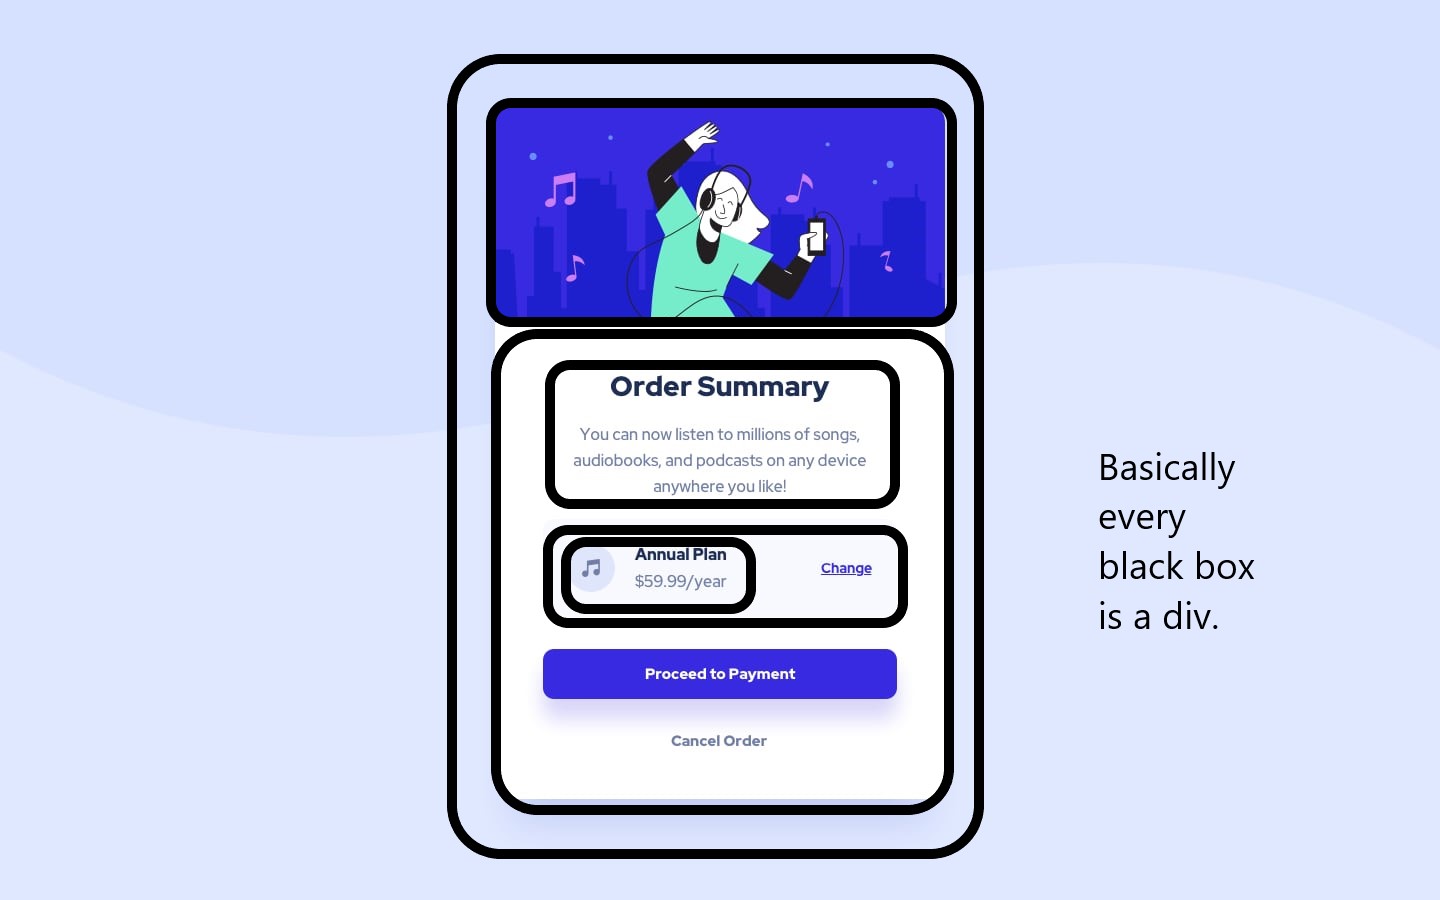 Order Summary
You can now listen to millions of songs,
audiobooks, and podcasts on any device
anywhere you like!
Annual Plan
$59.99/year
Change
Proceed to Payment
Cancel Order
Basically
every
black box
is a div.